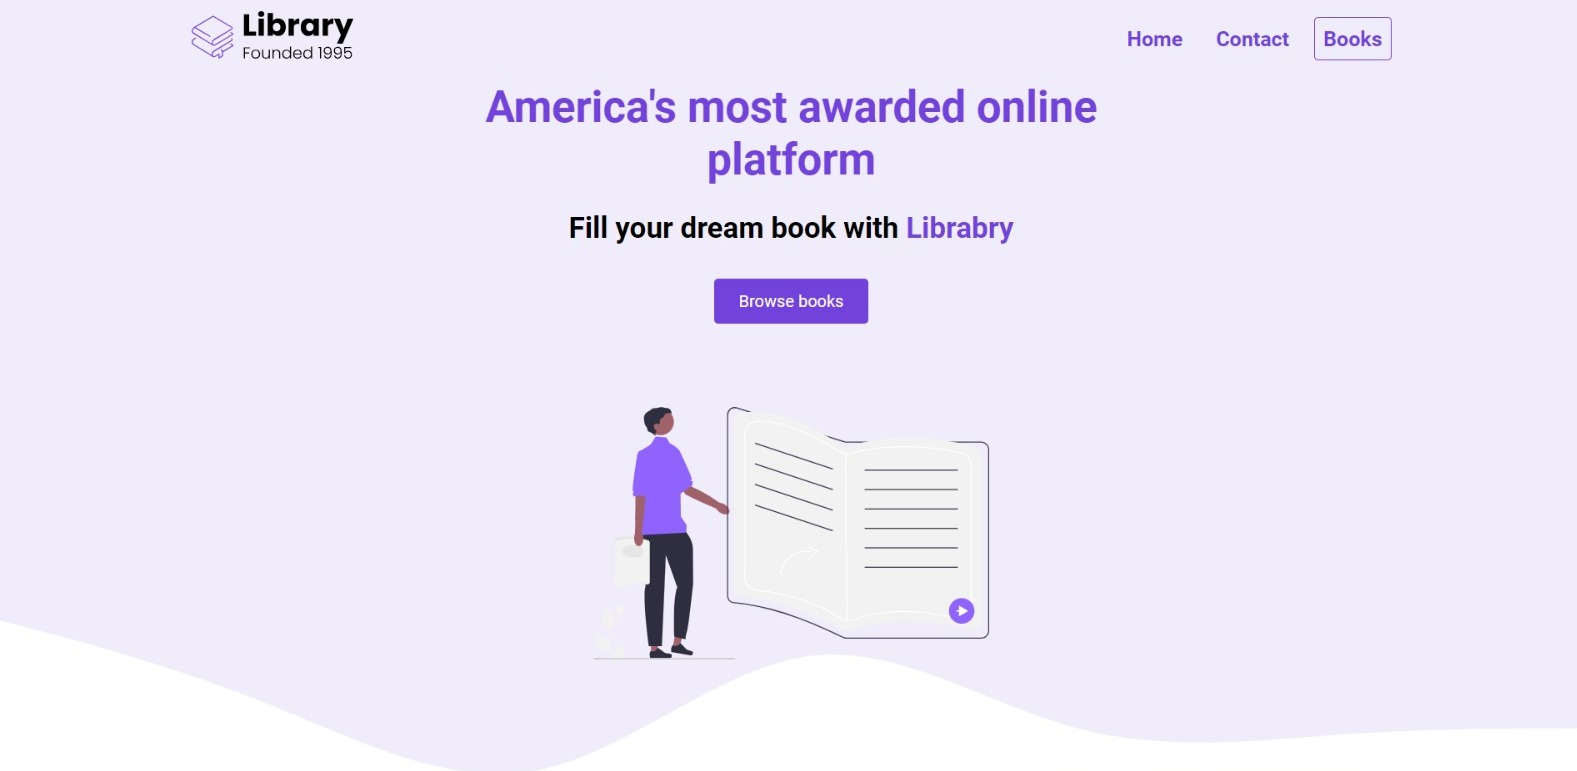 Library
Founded 1995
Home
Contact
Books
America's most awarded online
platform
Fill your dream book with Librabry
Browse books